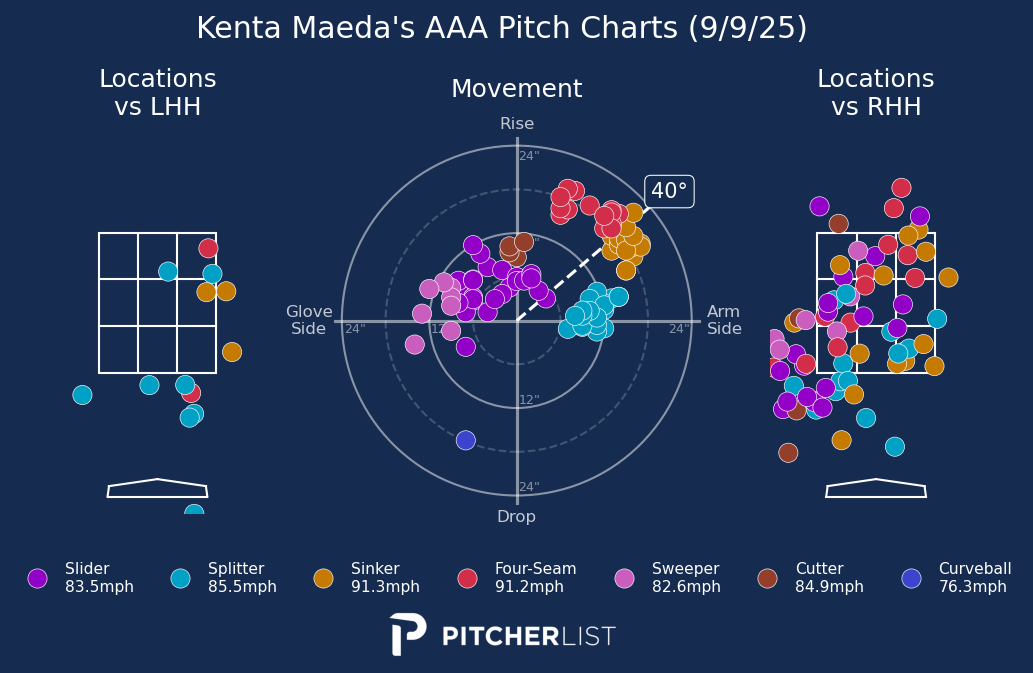 Kenta Maeda's AAA Pitch Charts (9/9/25)
Locations
vs LHH
Movement
Locations
vs RHH
Rise
24"
40°
Glove
Side
24"
12"
24"
Arm
Side
12"
24"
Drop
Slider
83.5mph
Splitter
85.5mph
Sinker
91.3mph
Four-Seam
91.2mph
Sweeper
82.6mph
Cutter
84.9mph
Curveball
76.3mph
PITCHERLIST